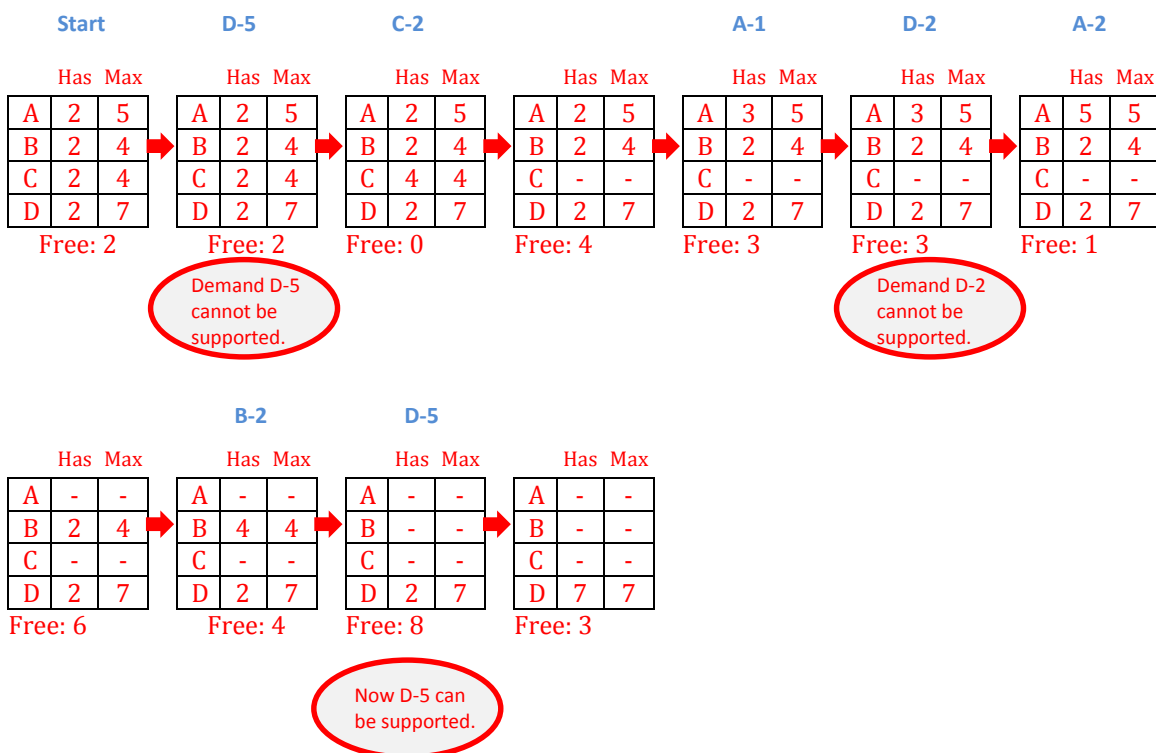 Start D-5 C-2 A-1 D-2 A-2
Has Max Has Max Has Max Has Max Has Max Has Max Has Max
A 2 5 A 2 5 A 2 5 A 2 5 A 3 5 A 3 5 A 5 5
B 2 4 B 2 4 B 2 4 B 2 4 B 2 4 B 2 4 B 2 4
C 2 4 C 2 4 C 4 4 C - - C - - C - - C - -
D 2 7 D 2 7 D 2 7 D 2 7 D 2 7 D 2 7 D 2 7
Free: 2 Free: 2 Free: 0 Free: 4 Free: 3 Free: 3 Free: 1
Demand D-5
cannot be
supported.
Demand D-2
cannot be
supported.
B-2 D-5
Has Max Has Max Has Max Has Max
A - - A - - A - - A - -
B 2 4 B 4 4 B - - B - -
C - - C - - C - - C - -
D 2 7 D 2 7 D 2 7 D 7 7
Free: 6 Free: 4 Free: 8 Free: 3
Now D-5 can
be supported.